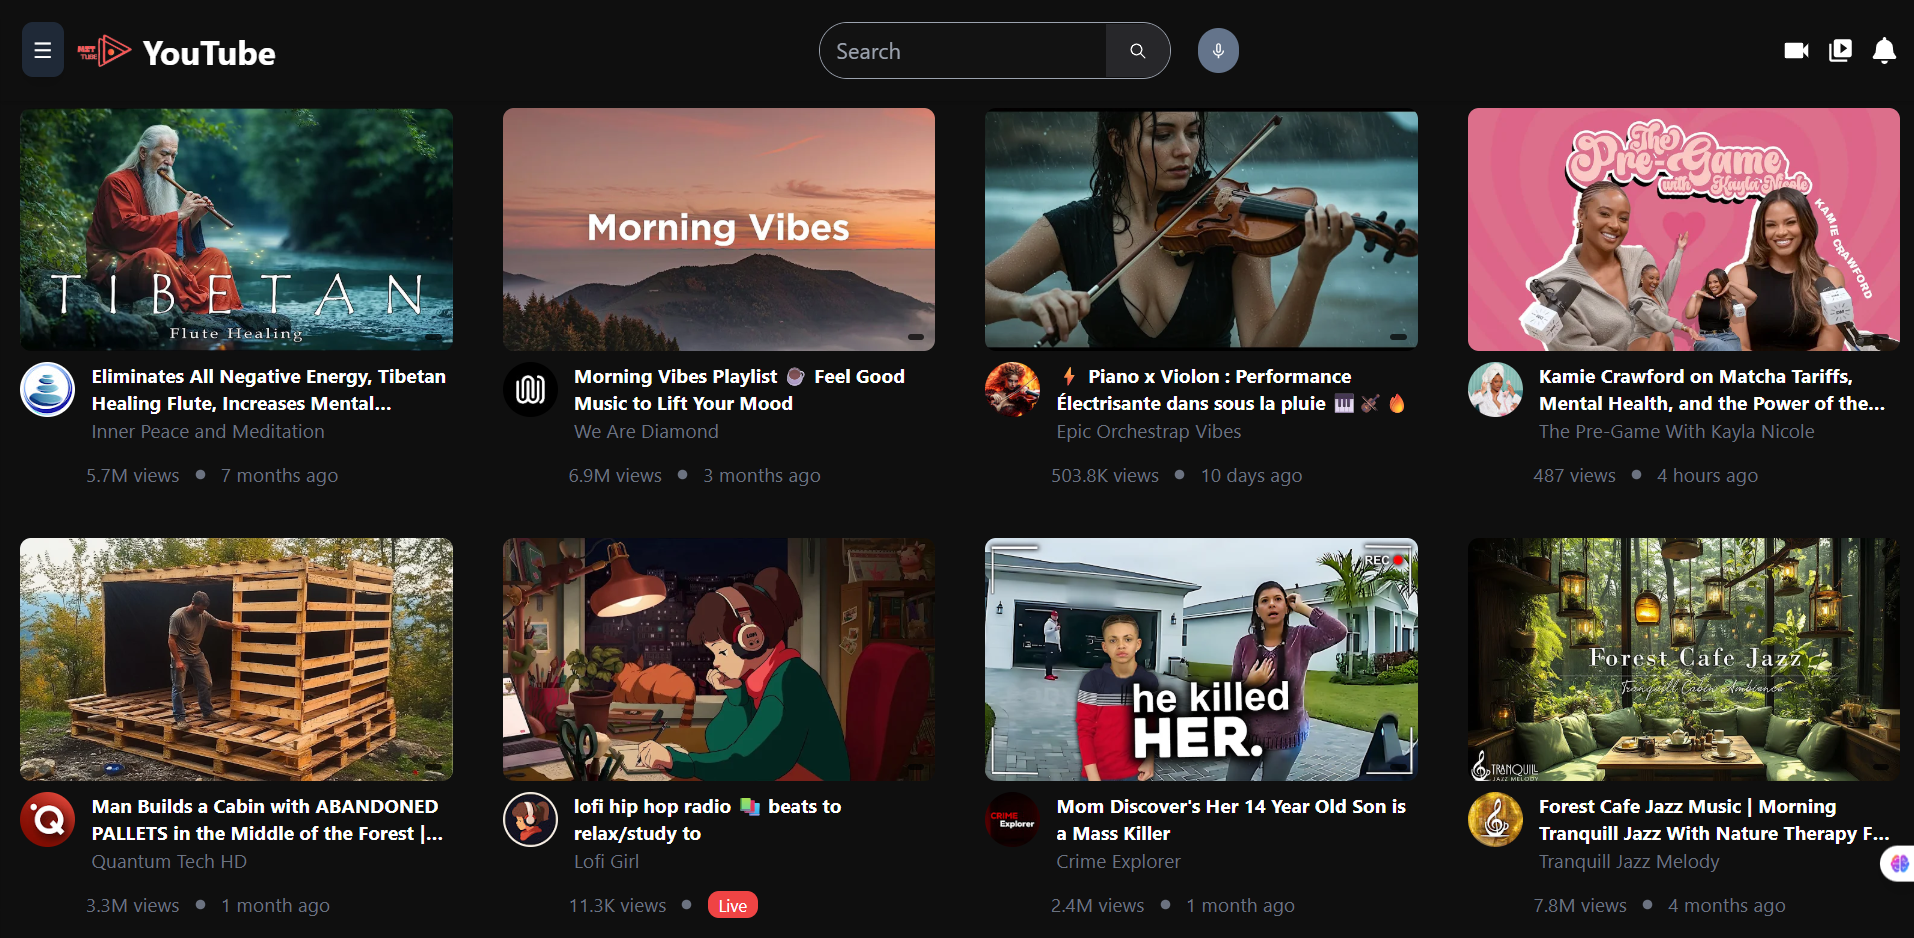 NET
TUBE
YouTube
Search
TIBETAN
Flute Healing
Morning Vibes
The
Pre-Game
with Kayla Nicole
KAMIE CRAWFORD
Eliminates All Negative Energy, Tibetan
Healing Flute, Increases Mental...
Inner Peace and Meditation
5.7M views ● 7 months ago
Morning Vibes Playlist ☕ Feel Good
Music to Lift Your Mood
We Are Diamond
6.9M views ● 3 months ago
⚡ Piano x Violon : Performance
Électrisante dans sous la pluie 🎹 🎻 🔥
Epic Orchestrap Vibes
503.8K views ● 10 days ago
Kamie Crawford on Matcha Tariffs,
Mental Health, and the Power of the...
The Pre-Game With Kayla Nicole
487 views ● 4 hours ago
REC
he killed
HER.
Forest Cafe Jazz
Tranquill Cabin Ambience
TRANQUILL
JAZZ MELODY
Man Builds a Cabin with ABANDONED
PALLETS in the Middle of the Forest |...
Quantum Tech HD
3.3M views ● 1 month ago
lofi hip hop radio 📚 beats to
relax/study to
Lofi Girl
11.3K views ● Live
CRIME
Explorer
Mom Discover's Her 14 Year Old Son is
a Mass Killer
Crime Explorer
2.4M views ● 1 month ago
Forest Cafe Jazz Music | Morning
Tranquill Jazz With Nature Therapy F...
Tranquill Jazz Melody
7.8M views ● 4 months ago